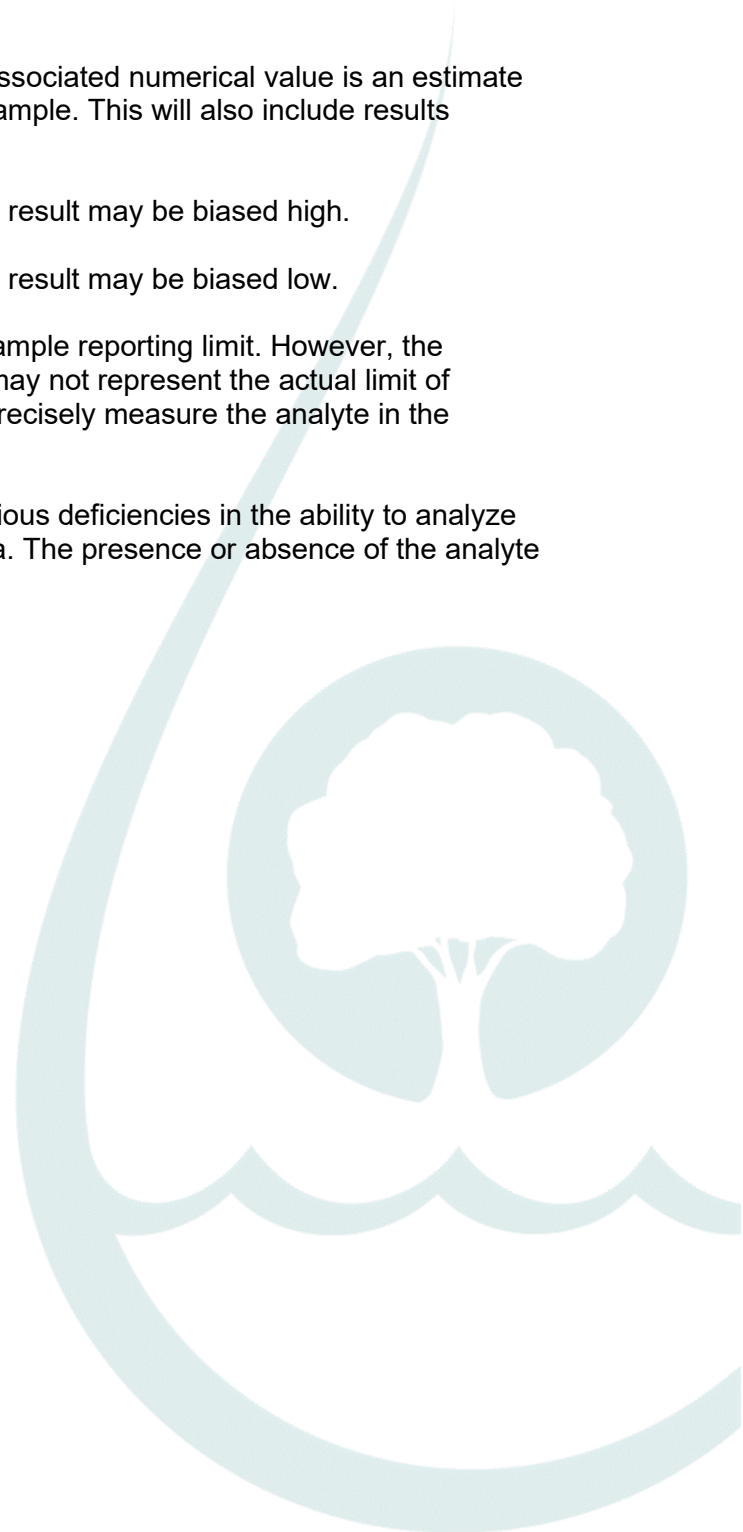 ssociated numerical value is an estimate
ample. This will also include results
result may be biased high.
result may be biased low.
ample reporting limit. However, the
may not represent the actual limit of
recisely measure the analyte in the
ious deficiencies in the ability to analyze
a. The presence or absence of the analyte